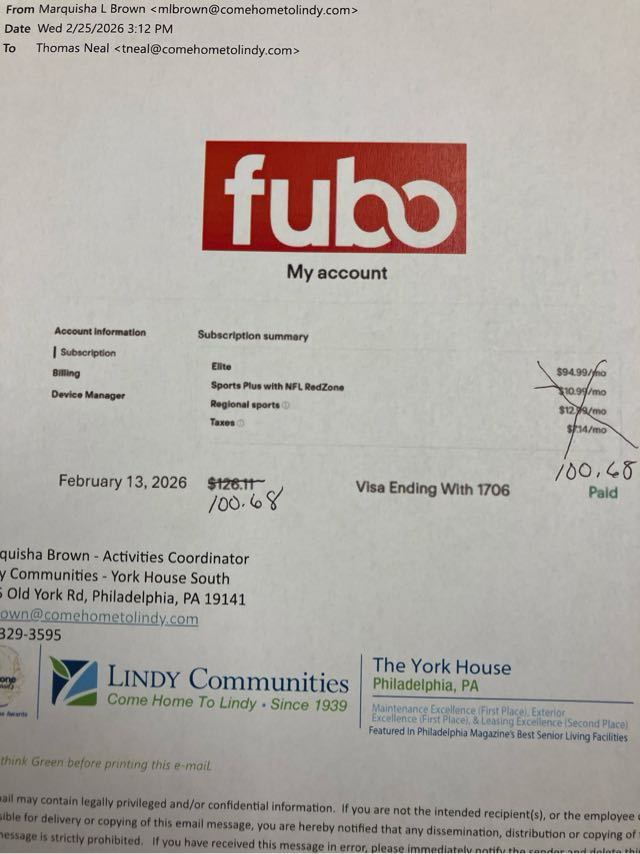 From Marquisha L Brown <mlbrown@comehometolindy.com>
Date Wed 2/25/2026 3:12 PM
To Thomas Neal <tneal@comehometolindy.com>
fubo
My account
Account information
Subscription
Billing
Device Manager
Subscription summary
Elite $94.99/mo
Sports Plus with NFL RedZone $10.99/mo
Regional sports $12.99/mo
Taxes $7.14/mo
100.68
February 13, 2026 $126.11 Visa Ending With 1706 Paid
100.68
quisha Brown - Activities Coordinator
y Communities - York House South
Old York Rd, Philadelphia, PA 19141
own@comehometolindy.com
329-3595
LINDY COMMUNITIES
Come Home To Lindy • Since 1939
The York House
Philadelphia, PA
Maintenance Excellence (First Place), Exterior
Excellence (First Place), & Leasing Excellence (Second Place)
Featured In Philadelphia Magazine's Best Senior Living Facilities
think Green before printing this e-mail.
ail may contain legally privileged and/or confidential information. If you are not the intended recipient(s), or the employee
sible for delivery or copying of this email message, you are hereby notified that any dissemination, distribution or copying of
message is strictly prohibited. If you have received this message in error, please immediately notify the sender and delete